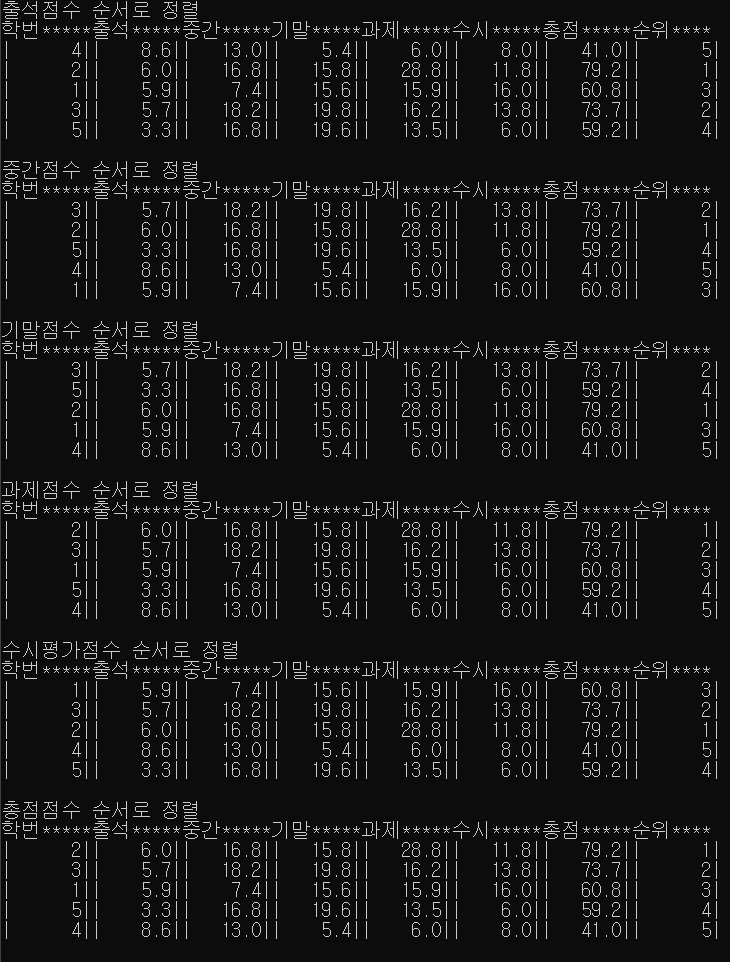 출석점수 순서로 정렬
학번*****출석*****중간*****기말*****과제*****수시*****총점*****순위****
|      4||    8.6||   13.0||    5.4||    6.0||    8.0||   41.0||      5|
|      2||    6.0||   16.8||   15.8||   28.8||   11.8||   79.2||      1|
|      1||    5.9||    7.4||   15.6||   15.9||   16.0||   60.8||      3|
|      3||    5.7||   18.2||   19.8||   16.2||   13.8||   73.7||      2|
|      5||    3.3||   16.8||   19.6||   13.5||    6.0||   59.2||      4|
중간점수 순서로 정렬
학번*****출석*****중간*****기말*****과제*****수시*****총점*****순위****
|      3||    5.7||   18.2||   19.8||   16.2||   13.8||   73.7||      2|
|      2||    6.0||   16.8||   15.8||   28.8||   11.8||   79.2||      1|
|      5||    3.3||   16.8||   19.6||   13.5||    6.0||   59.2||      4|
|      4||    8.6||   13.0||    5.4||    6.0||    8.0||   41.0||      5|
|      1||    5.9||    7.4||   15.6||   15.9||   16.0||   60.8||      3|
기말점수 순서로 정렬
학번*****출석*****중간*****기말*****과제*****수시*****총점*****순위****
|      3||    5.7||   18.2||   19.8||   16.2||   13.8||   73.7||      2|
|      5||    3.3||   16.8||   19.6||   13.5||    6.0||   59.2||      4|
|      2||    6.0||   16.8||   15.8||   28.8||   11.8||   79.2||      1|
|      1||    5.9||    7.4||   15.6||   15.9||   16.0||   60.8||      3|
|      4||    8.6||   13.0||    5.4||    6.0||    8.0||   41.0||      5|
과제점수 순서로 정렬
학번*****출석*****중간*****기말*****과제*****수시*****총점*****순위****
|      2||    6.0||   16.8||   15.8||   28.8||   11.8||   79.2||      1|
|      3||    5.7||   18.2||   19.8||   16.2||   13.8||   73.7||      2|
|      1||    5.9||    7.4||   15.6||   15.9||   16.0||   60.8||      3|
|      5||    3.3||   16.8||   19.6||   13.5||    6.0||   59.2||      4|
|      4||    8.6||   13.0||    5.4||    6.0||    8.0||   41.0||      5|
수시평가점수 순서로 정렬
학번*****출석*****중간*****기말*****과제*****수시*****총점*****순위****
|      1||    5.9||    7.4||   15.6||   15.9||   16.0||   60.8||      3|
|      3||    5.7||   18.2||   19.8||   16.2||   13.8||   73.7||      2|
|      2||    6.0||   16.8||   15.8||   28.8||   11.8||   79.2||      1|
|      4||    8.6||   13.0||    5.4||    6.0||    8.0||   41.0||      5|
|      5||    3.3||   16.8||   19.6||   13.5||    6.0||   59.2||      4|
총점점수 순서로 정렬
학번*****출석*****중간*****기말*****과제*****수시*****총점*****순위****
|      2||    6.0||   16.8||   15.8||   28.8||   11.8||   79.2||      1|
|      3||    5.7||   18.2||   19.8||   16.2||   13.8||   73.7||      2|
|      1||    5.9||    7.4||   15.6||   15.9||   16.0||   60.8||      3|
|      5||    3.3||   16.8||   19.6||   13.5||    6.0||   59.2||      4|
|      4||    8.6||   13.0||    5.4||    6.0||    8.0||   41.0||      5|